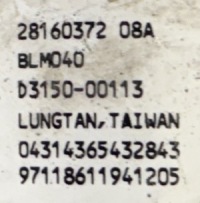 28160372 08A
BLM040
D3150-00113
LUNGTAN, TAIWAN
04314365432843
97118611941205